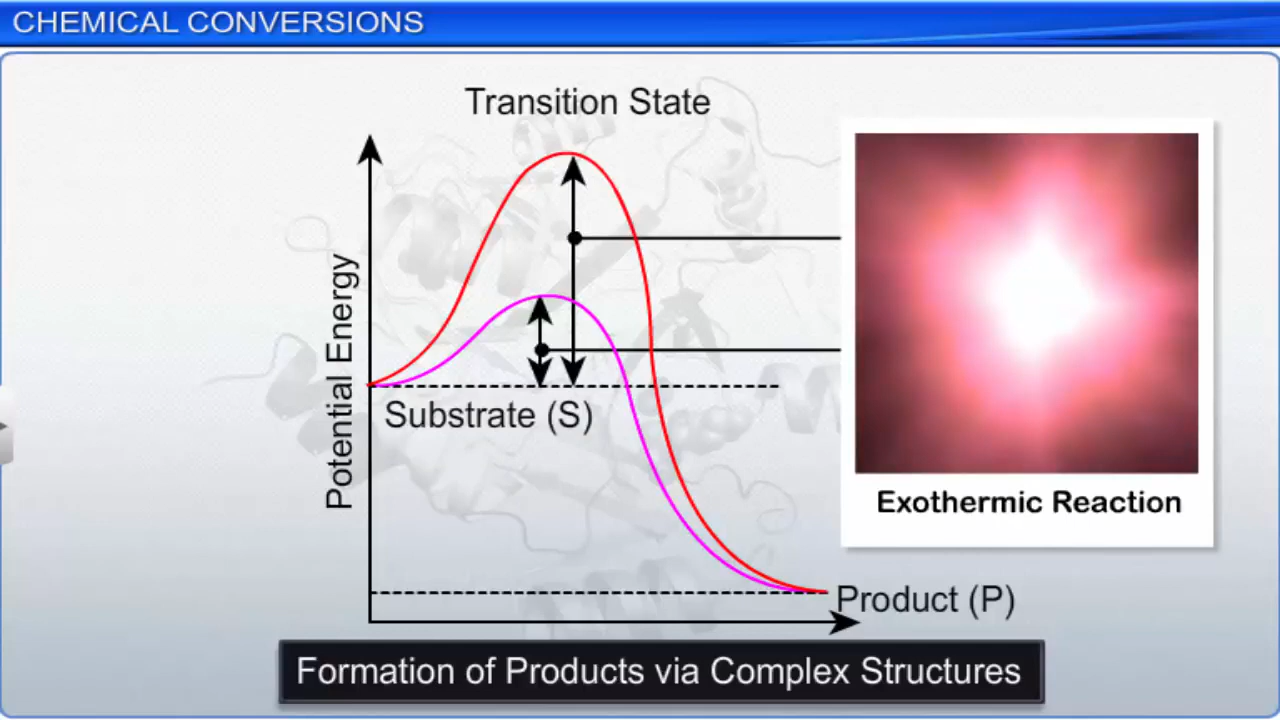 CHEMICAL CONVERSIONS
Transition State
Potential Energy
Substrate (S)
Exothermic Reaction
Product (P)
Formation of Products via Complex Structures